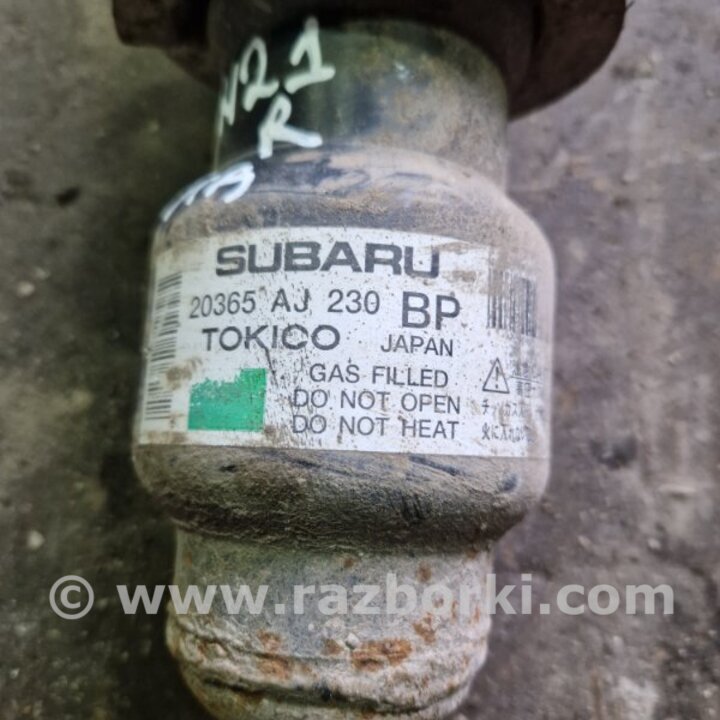 N21
R
SUBARU
20365 AJ 230 BP
TOKICO JAPAN
GAS FILLED
DO NOT OPEN
DO NOT HEAT
© www.razborki.com